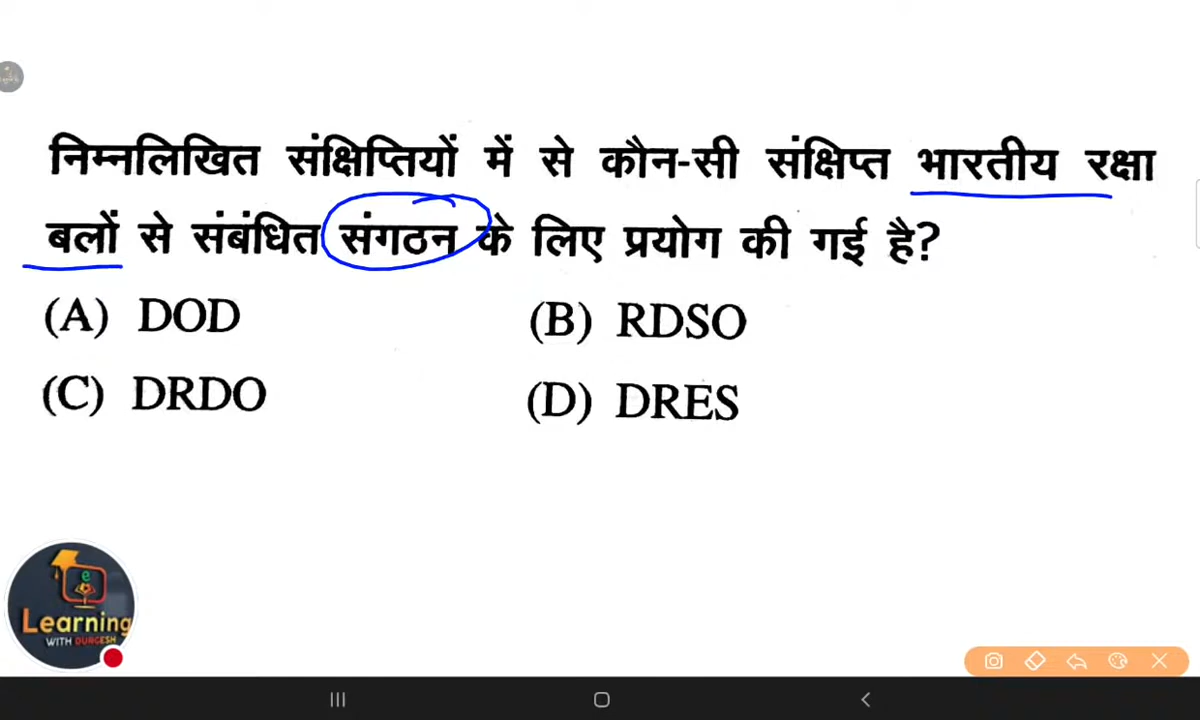 निम्नलिखित संक्षिप्तियों में से कौन-सी संक्षिप्त भारतीय रक्षा
बलों से संबंधित संगठन के लिए प्रयोग की गई है?
(A) DOD (B) RDSO
(C) DRDO (D) DRES
e
Learning
WITH DURGESH